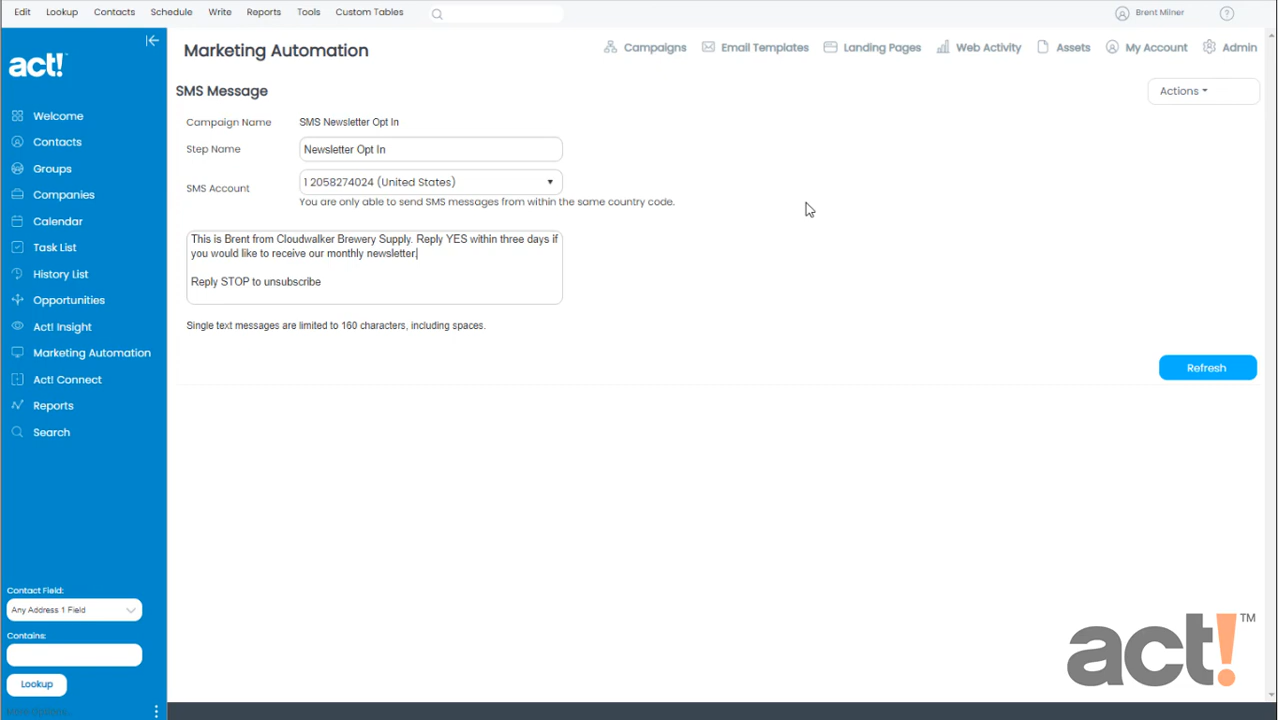 Edit Lookup Contacts Schedule Write Reports Tools Custom Tables Brent Milner ?
act!
Marketing Automation
Campaigns Email Templates Landing Pages Web Activity Assets My Account Admin
SMS Message
Actions
Welcome
Contacts
Groups
Companies
Calendar
Task List
History List
Opportunities
Act! Insight
Marketing Automation
Act! Connect
Reports
Search
Campaign Name SMS Newsletter Opt In
Step Name Newsletter Opt In
SMS Account 1 2058274024 (United States)
You are only able to send SMS messages from within the same country code.
This is Brent from Cloudwalker Brewery Supply. Reply YES within three days if
you would like to receive our monthly newsletter.
Reply STOP to unsubscribe
Single text messages are limited to 160 characters, including spaces.
Refresh
Contact Field:
Any Address 1 Field
Contains:
Lookup
More Options...
act! TM